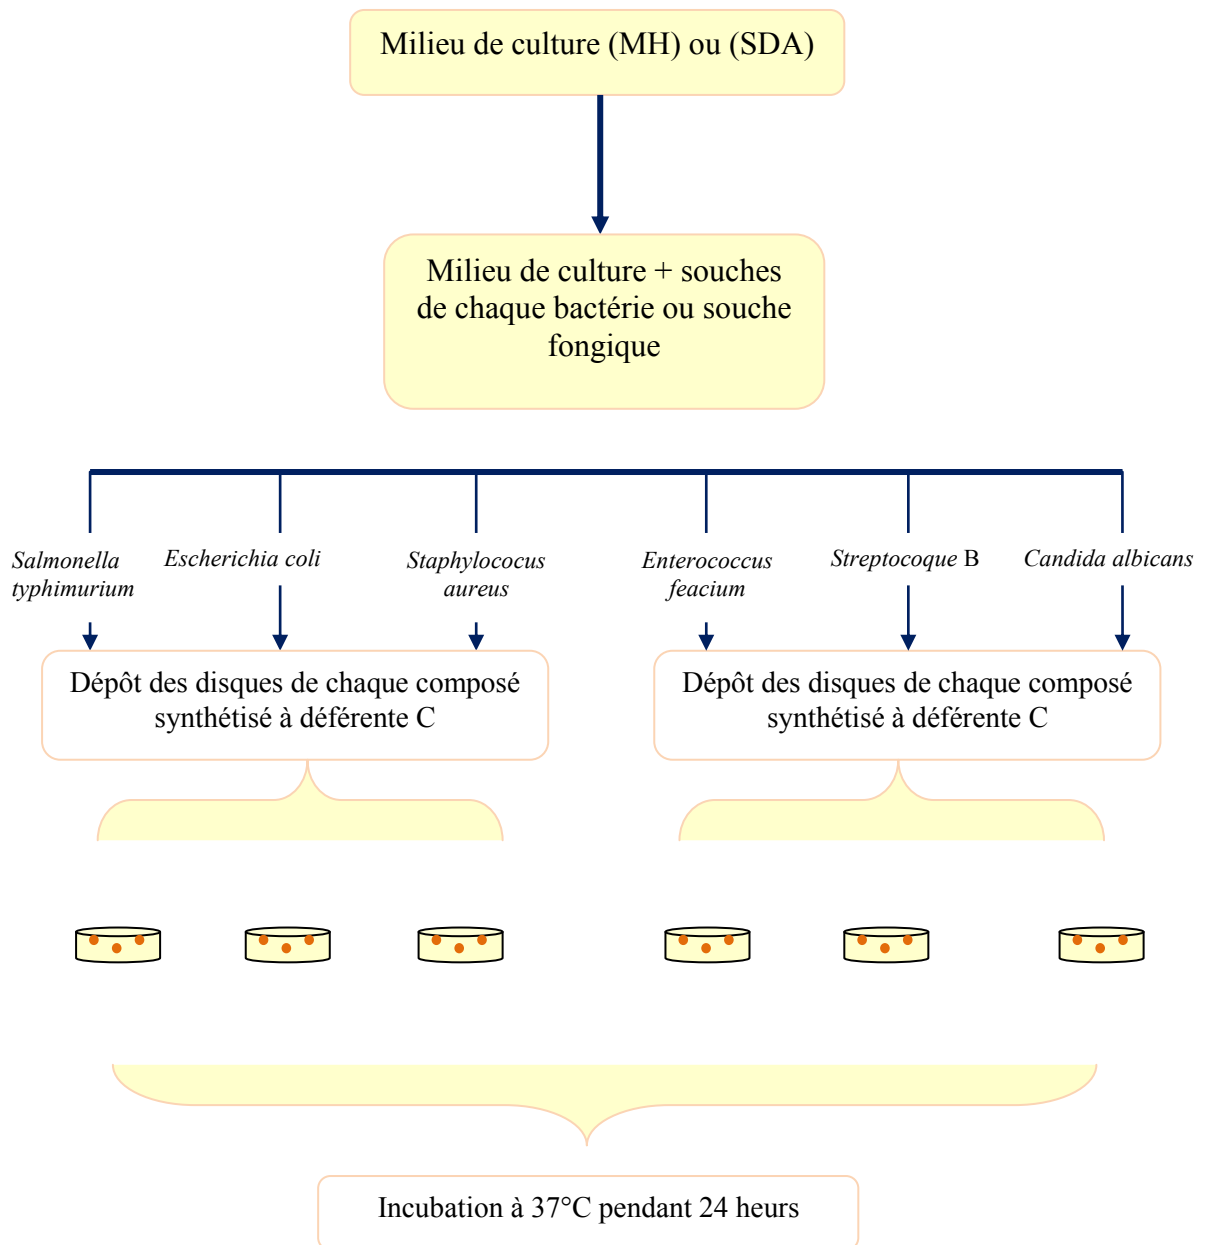 Milieu de culture (MH) ou (SDA)
Milieu de culture + souches
de chaque bactérie ou souche
fongique
Salmonella
typhimurium
Escherichia coli
Staphylococus
aureus
Enterococcus
feacium
Streptocoque B
Candida albicans
Dépôt des disques de chaque composé
synthétisé à déférente C
Dépôt des disques de chaque composé
synthétisé à déférente C
Incubation à 37°C pendant 24 heurs